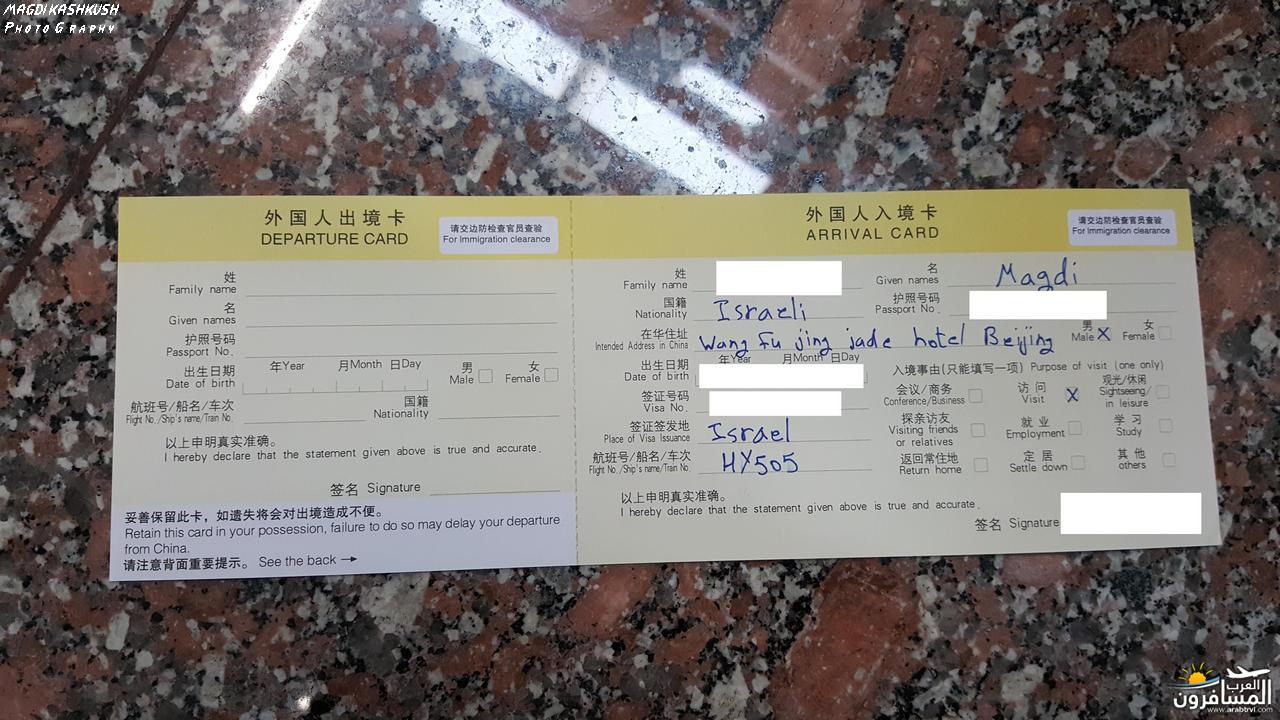 MAGDI KASHKUSH
PHOTOGRAPHY
外国人出境卡
DEPARTURE CARD
请交边防检查官员查验
For Immigration clearance
姓
Family name
名
Given names
护照号码
Passport No.
出生日期
Date of birth
年Year 月Month 日Day
男
Male
女
Female
航班号/船名/车次
Flight No./Ship's name/Train No.
国籍
Nationality
以上申明真实准确。
I hereby declare that the statement given above is true and accurate.
签名 Signature
妥善保留此卡，如遗失将会对出境造成不便。
Retain this card in your possession, failure to do so may delay your departure
from China.
请注意背面重要提示。 See the back →
外国人入境卡
ARRIVAL CARD
请交边防检查官员查验
For Immigration clearance
姓
Family name
名
Given names Magdi
国籍
Nationality Israeli
护照号码
Passport No.
在华住址
Intended Address in China Wang Fu jing jade hotel Beijing
男
Male X
女
Female
出生日期
Date of birth
年Year 月Month 日Day
入境事由(只能填写一项) Purpose of visit (one only)
签证号码
Visa No.
会议/商务
Conference/Business
访问
Visit X
观光/休闲
Sightseeing/
in leisure
签证签发地
Place of Visa Issuance Israel
探亲访友
Visiting friends
or relatives
就业
Employment
学习
Study
航班号/船名/车次
Flight No./Ship's name/Train No. HY505
返回常住地
Return home
定居
Settle down
其他
others
以上申明真实准确。
I hereby declare that the statement given above is true and accurate.
签名 Signature
العرب
المسافرون
www.arabtrvl.com